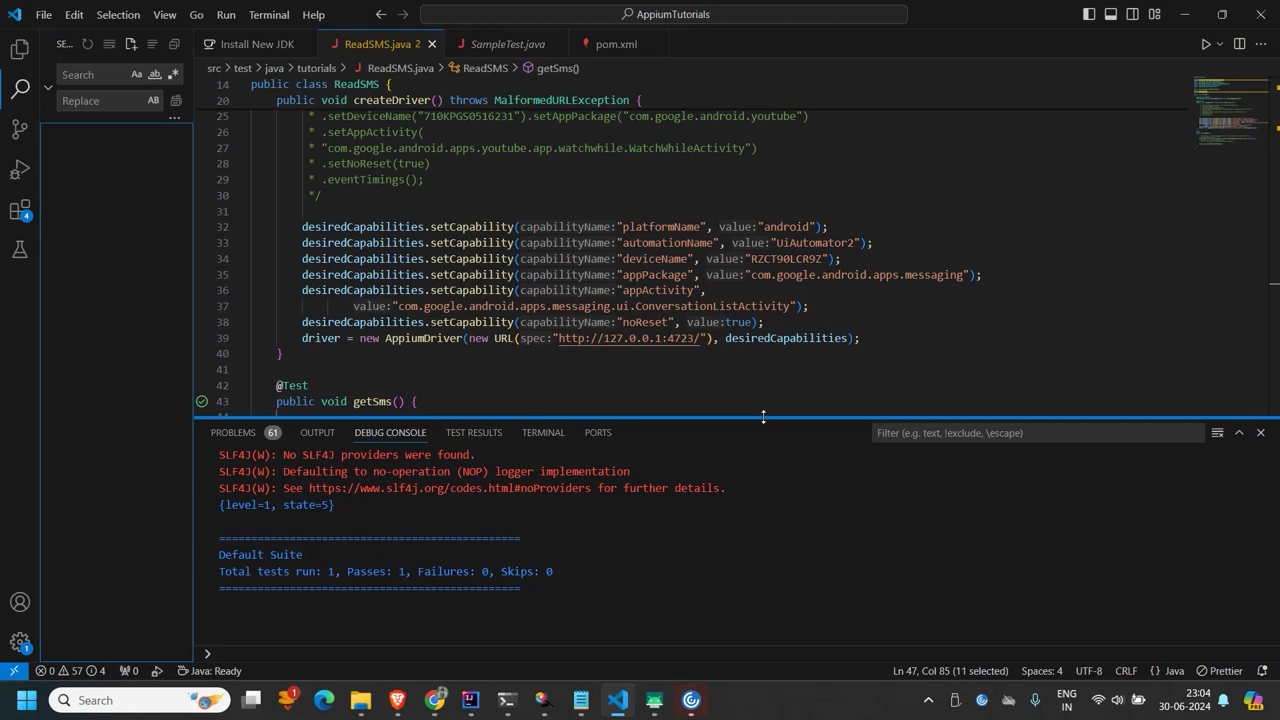 File Edit Selection View Go Run Terminal Help
AppiumTutorials
SE...
Install New JDK
ReadSMS.java 2
SampleTest.java
pom.xml
Search
Aa ab
Replace
AB
src > test > java > tutorials > ReadSMS.java > ReadSMS > getSms()
14 public class ReadSMS {
20 public void createDriver() throws MalformedURLException {
25 * .setDeviceName("710KPGS0516231").setAppPackage("com.google.android.youtube")
26 * .setAppActivity(
27 * "com.google.android.apps.youtube.app.watchwhile.WatchWhileActivity")
28 * .setNoReset(true)
29 * .eventTimings();
30 */
31
32 desiredCapabilities.setCapability(capabilityName:"platformName", value:"android");
33 desiredCapabilities.setCapability(capabilityName:"automationName", value:"UiAutomator2");
34 desiredCapabilities.setCapability(capabilityName:"deviceName", value:"RZCT90LCR9Z");
35 desiredCapabilities.setCapability(capabilityName:"appPackage", value:"com.google.android.apps.messaging");
36 desiredCapabilities.setCapability(capabilityName:"appActivity",
37 value:"com.google.android.apps.messaging.ui.ConversationListActivity");
38 desiredCapabilities.setCapability(capabilityName:"noReset", value:true);
39 driver = new AppiumDriver(new URL(spec:"http://127.0.0.1:4723/"), desiredCapabilities);
40 }
41
42 @Test
43 public void getSms() {
PROBLEMS 61 OUTPUT DEBUG CONSOLE TEST RESULTS TERMINAL PORTS
Filter (e.g. text, !exclude, \escape)
SLF4J(W): No SLF4J providers were found.
SLF4J(W): Defaulting to no-operation (NOP) logger implementation
SLF4J(W): See https://www.slf4j.org/codes.html#noProviders for further details.
{level=1, state=5}
===============================================
Default Suite
Total tests run: 1, Passes: 1, Failures: 0, Skips: 0
===============================================
4
1
0 57 4 0 Java: Ready
Ln 47, Col 85 (11 selected) Spaces: 4 UTF-8 CRLF {} Java Prettier
Search
1
ENG
IN
23:04
30-06-2024